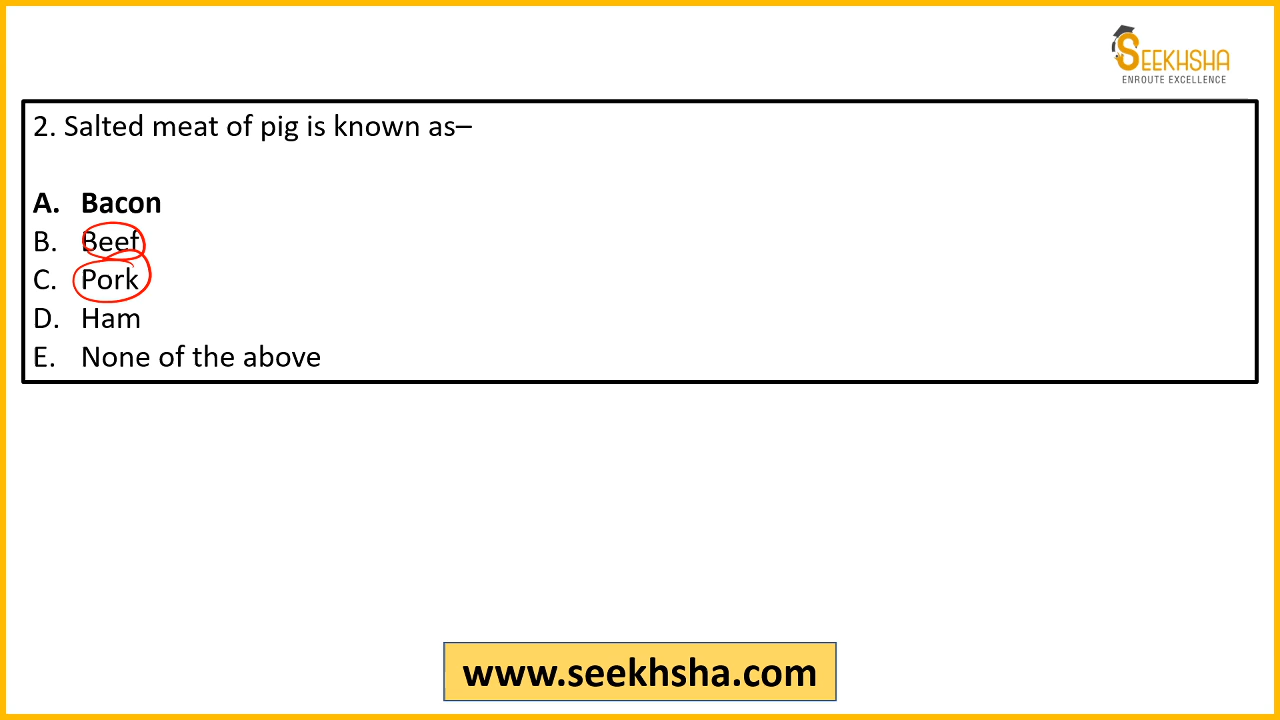 SEEKHSHA
ENROUTE EXCELLENCE
2. Salted meat of pig is known as–
A. Bacon
B. Beef
C. Pork
D. Ham
E. None of the above
www.seekhsha.com